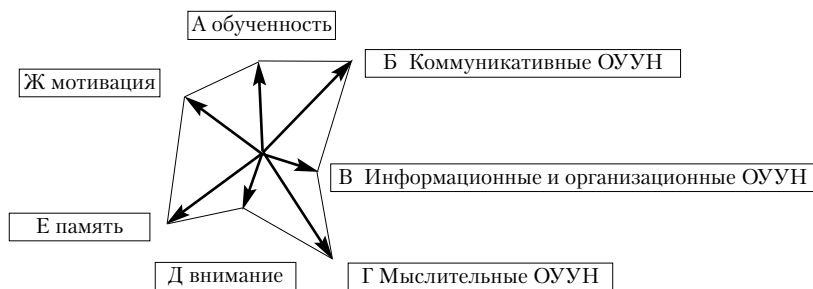 А обученность
Б Коммуникативные ОУУН
Ж мотивация
В Информационные и организационные ОУУН
Е память
Д внимание
Г Мыслительные ОУУН